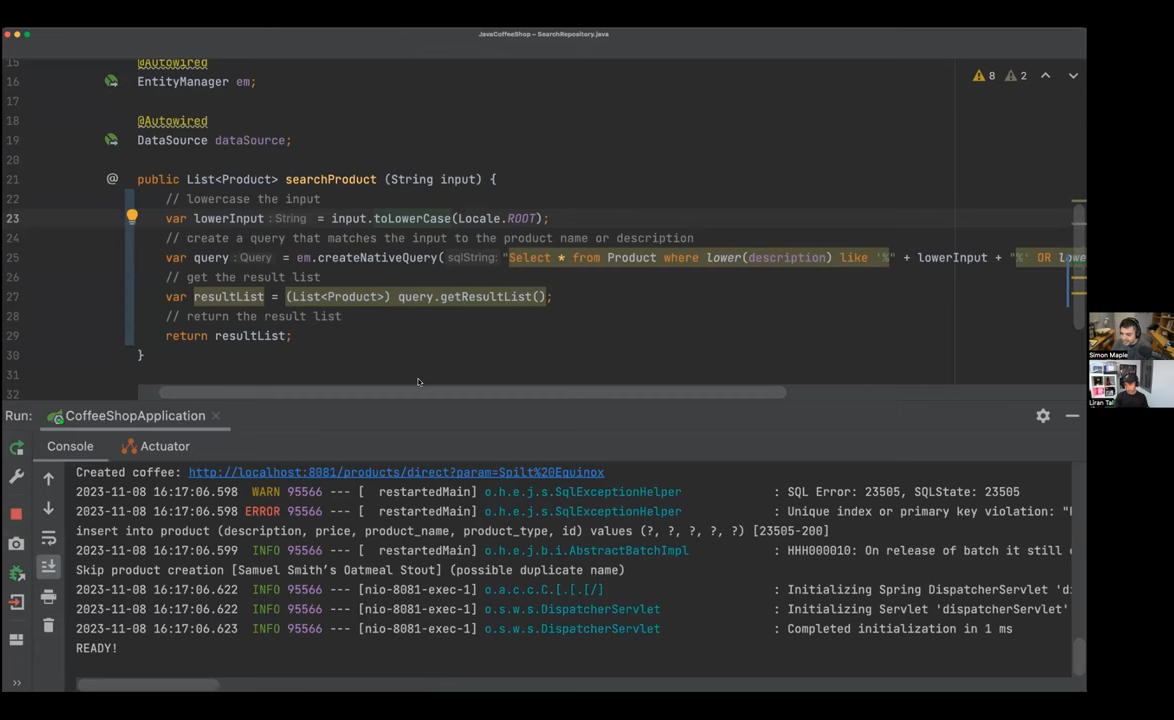 JavaCoffeeShop – SearchRepository.java
15 @Autowired
16 EntityManager em;
8 2
17
18 @Autowired
19 DataSource dataSource;
20
21 @ public List<Product> searchProduct (String input) {
22 // lowercase the input
23 var lowerInput : String = input.toLowerCase(Locale.ROOT);
24 // create a query that matches the input to the product name or description
25 var query : Query = em.createNativeQuery( sqlString: "Select * from Product where lower(description) like '%" + lowerInput + "%' OR lowe
26 // get the result list
27 var resultList = (List<Product>) query.getResultList();
28 // return the result list
29 return resultList;
30 }
31
32
Run: CoffeeShopApplication ×
Console Actuator
Created coffee: http://localhost:8081/products/direct?param=Spilt%20Equinox
2023-11-08 16:17:06.598 WARN 95566 --- [ restartedMain] o.h.e.j.s.SqlExceptionHelper : SQL Error: 23505, SQLState: 23505
2023-11-08 16:17:06.598 ERROR 95566 --- [ restartedMain] o.h.e.j.s.SqlExceptionHelper : Unique index or primary key violation: "
insert into product (description, price, product_name, product_type, id) values (?, ?, ?, ?, ?) [23505-200]
2023-11-08 16:17:06.599 INFO 95566 --- [ restartedMain] o.h.e.j.b.i.AbstractBatchImpl : HHH000010: On release of batch it still c
Skip product creation [Samuel Smith’s Oatmeal Stout] (possible duplicate name)
2023-11-08 16:17:06.622 INFO 95566 --- [nio-8081-exec-1] o.a.c.c.C.[.[.[/] : Initializing Spring DispatcherServlet 'di
2023-11-08 16:17:06.622 INFO 95566 --- [nio-8081-exec-1] o.s.w.s.DispatcherServlet : Initializing Servlet 'dispatcherServlet'
2023-11-08 16:17:06.623 INFO 95566 --- [nio-8081-exec-1] o.s.w.s.DispatcherServlet : Completed initialization in 1 ms
READY!
Simon Maple
Liran Tal